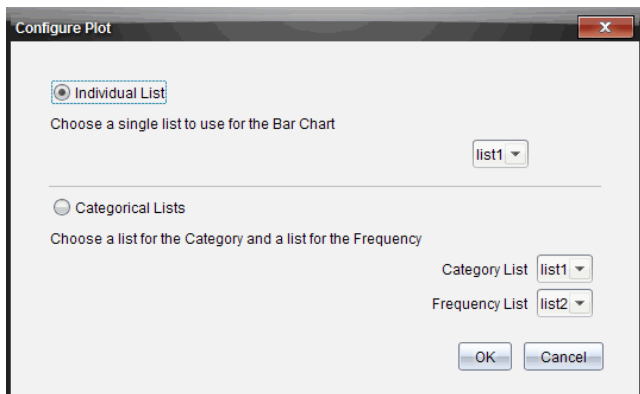 Configure Plot
x
Individual List
Choose a single list to use for the Bar Chart
list1
Categorical Lists
Choose a list for the Category and a list for the Frequency
Category List list1
Frequency List list2
OK Cancel